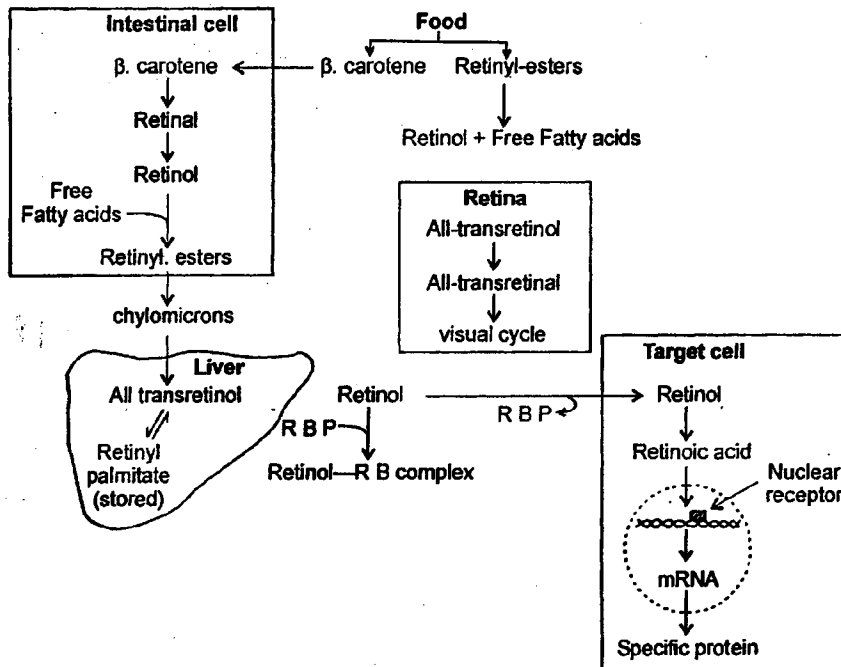 Food
Intestinal cell
β. carotene
β. carotene
Retinyl-esters
Retinal
Retinol + Free Fatty acids
Retinol
Free
Fatty acids
Retinyl. esters
Retina
All-transretinol
All-transretinal
visual cycle
chylomicrons
Liver
All transretinol
Retinyl
palmitate
(stored)
Retinol
R B P
Retinol—R B complex
R B P
Target cell
Retinol
Retinoic acid
Nuclear
receptor
mRNA
Specific protein